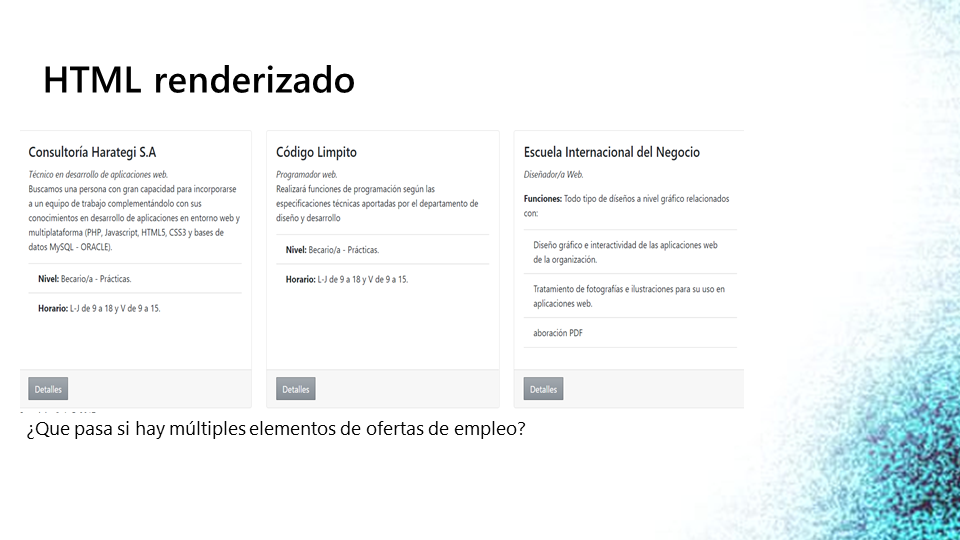 HTML renderizado
Consultoría Harategi S.A
Técnico en desarrollo de aplicaciones web.
Buscamos una persona con gran capacidad para incorporarse
a un equipo de trabajo complementándolo con sus
conocimientos en desarrollo de aplicaciones en entorno web y
multiplataforma (PHP, Javascript, HTML5, CSS3 y bases de
datos MySQL - ORACLE).
Nivel: Becario/a - Prácticas.
Horario: L-J de 9 a 18 y V de 9 a 15.
Detalles
Código Limpito
Programador web.
Realizará funciones de programación según las
especificaciones técnicas aportadas por el departamento de
diseño y desarrollo
Nivel: Becario/a - Prácticas.
Horario: L-J de 9 a 18 y V de 9 a 15.
Detalles
Escuela Internacional del Negocio
Diseñador/a Web.
Funciones: Todo tipo de díseños a nivel gráfico relacionados
con:
Diseño gráfico e interactividad de las aplicaciones web
de la organización.
Tratamiento de fotografías e ilustraciones para su uso en
aplicaciones web.
aboración PDF
Detalles
¿Que pasa si hay múltiples elementos de ofertas de empleo?